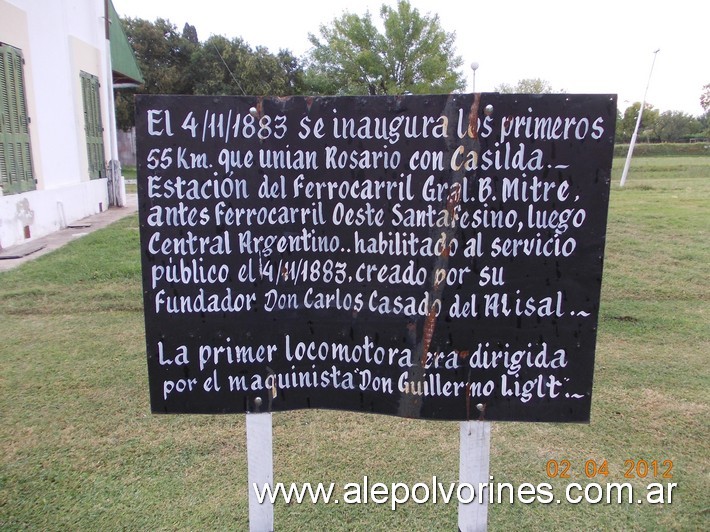 El 4/11/1883 se inaugura los primeros
55 Km. que unian Rosario con Casilda.~
Estación del Ferrocarril Gral. B. Mitre,
antes Ferrocarril Oeste Santafesino, luego
Central Argentino.. habilitado al servicio
público el 4/11/1883. creado por su
Fundador Don Carlos Casado del Alisal.~
La primer locomotora era dirigida
por el maquinista Don Guillermo Liglt.~
02.04.2012
www.alepolvorines.com.ar